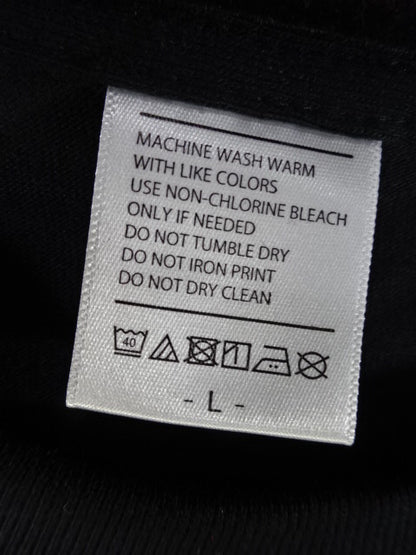 MACHINE WASH WARM
WITH LIKE COLORS
USE NON-CHLORINE BLEACH
ONLY IF NEEDED
DO NOT TUMBLE DRY
DO NOT IRON PRINT
DO NOT DRY CLEAN
40
- L -